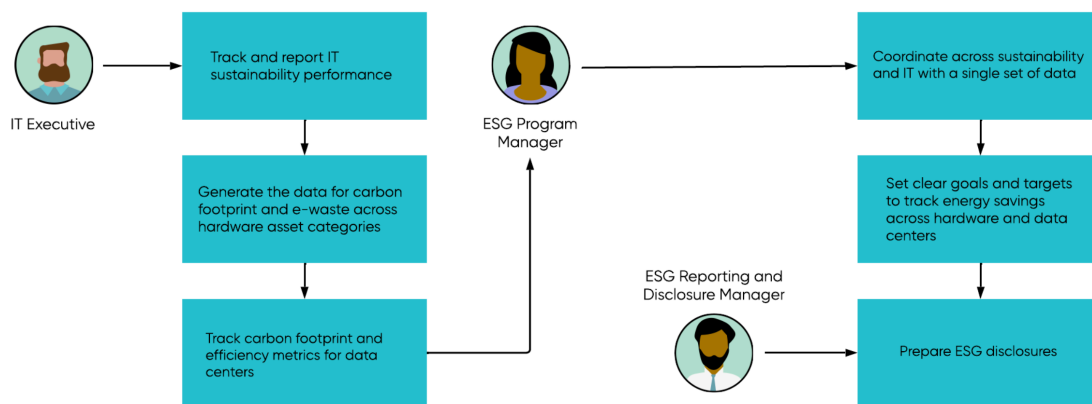 IT Executive
Track and report IT
sustainability performance
Generate the data for carbon
footprint and e-waste across
hardware asset categories
Track carbon footprint and
efficiency metrics for data
centers
ESG Program
Manager
Coordinate across sustainability
and IT with a single set of data
Set clear goals and targets
to track energy savings
across hardware and data
centers
ESG Reporting and
Disclosure Manager
Prepare ESG disclosures